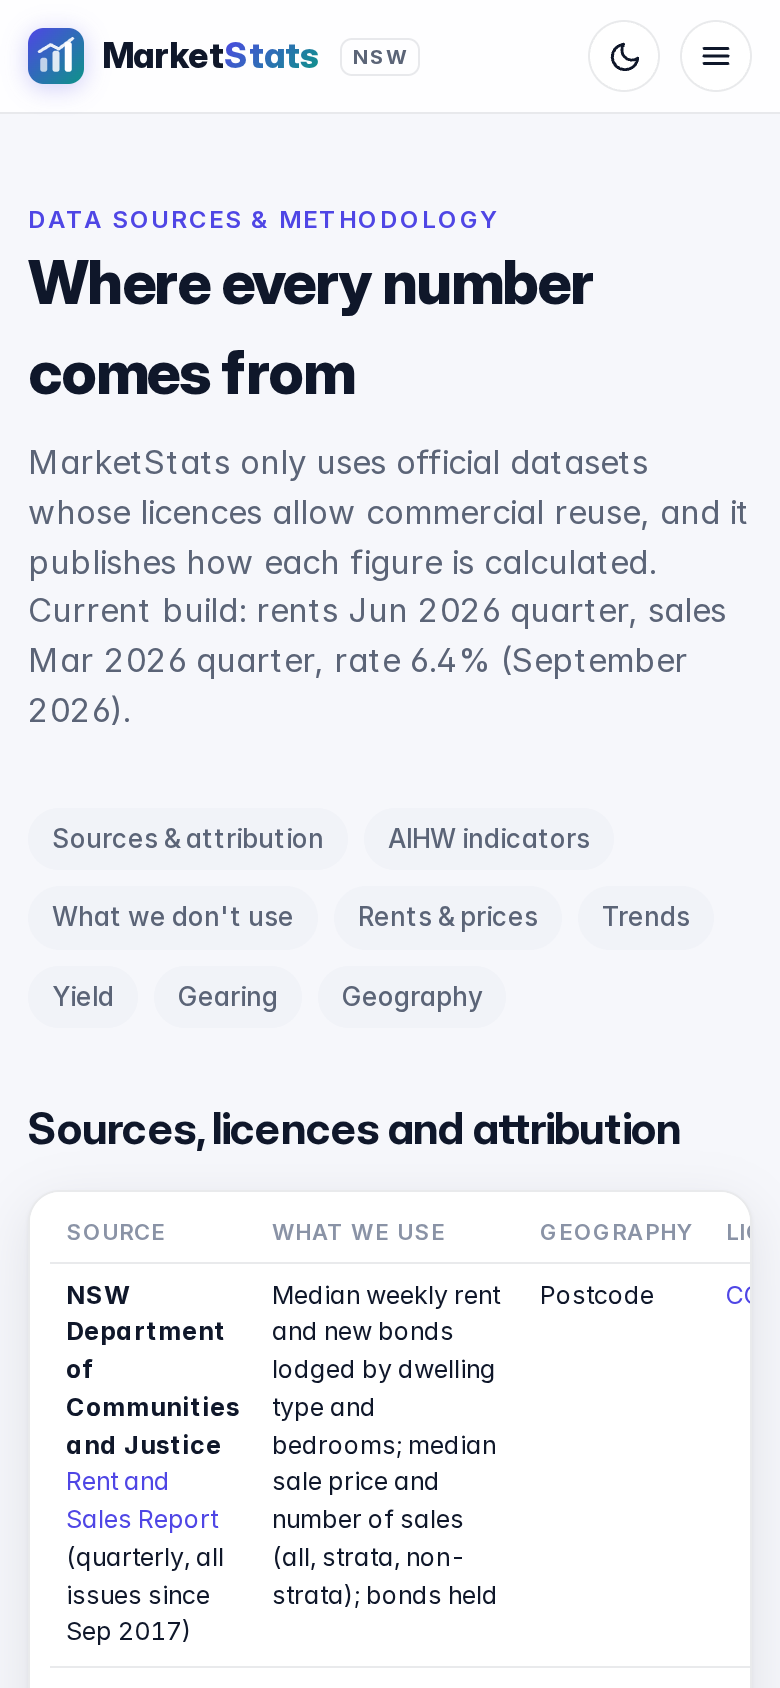 MarketStats NSW
DATA SOURCES & METHODOLOGY
Where every number
comes from
MarketStats only uses official datasets
whose licences allow commercial reuse, and it
publishes how each figure is calculated.
Current build: rents Jun 2026 quarter, sales
Mar 2026 quarter, rate 6.4% (September
2026).
Sources & attribution
AIHW indicators
What we don't use
Rents & prices
Trends
Yield
Gearing
Geography
Sources, licences and attribution
SOURCE
WHAT WE USE
GEOGRAPHY
NSW
Department
of
Communities
and Justice
Rent and
Sales Report
(quarterly, all
issues since
Sep 2017)
Median weekly rent
and new bonds
lodged by dwelling
type and
bedrooms; median
sale price and
number of sales
(all, strata, non-
strata); bonds held
Postcode